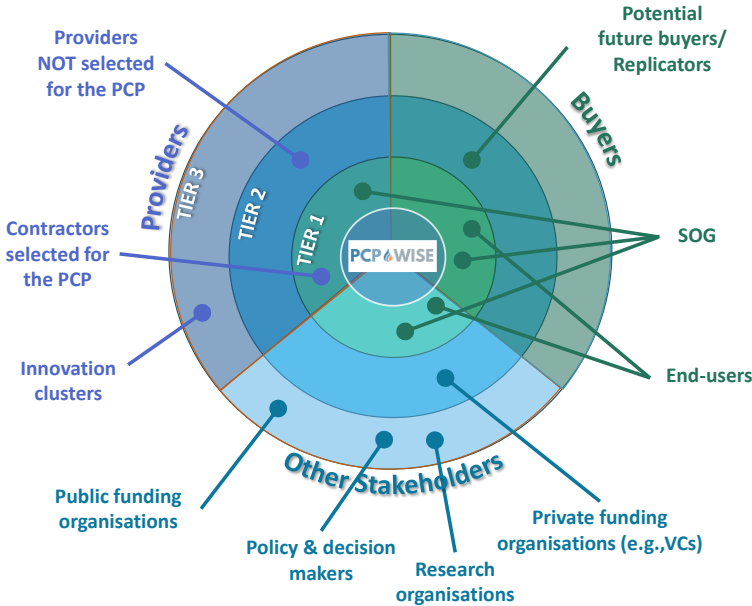 Potential
future buyers/
Replicators
Providers
NOT selected
for the PCP
Buyers
Providers
TIER 3
TIER 2
TIER 1
Contractors
selected for
the PCP
SOG
PCP WISE
Innovation
clusters
End-users
Other Stakeholders
Public funding
organisations
Private funding
organisations (e.g.,VCs)
Policy & decision
makers
Research
organisations